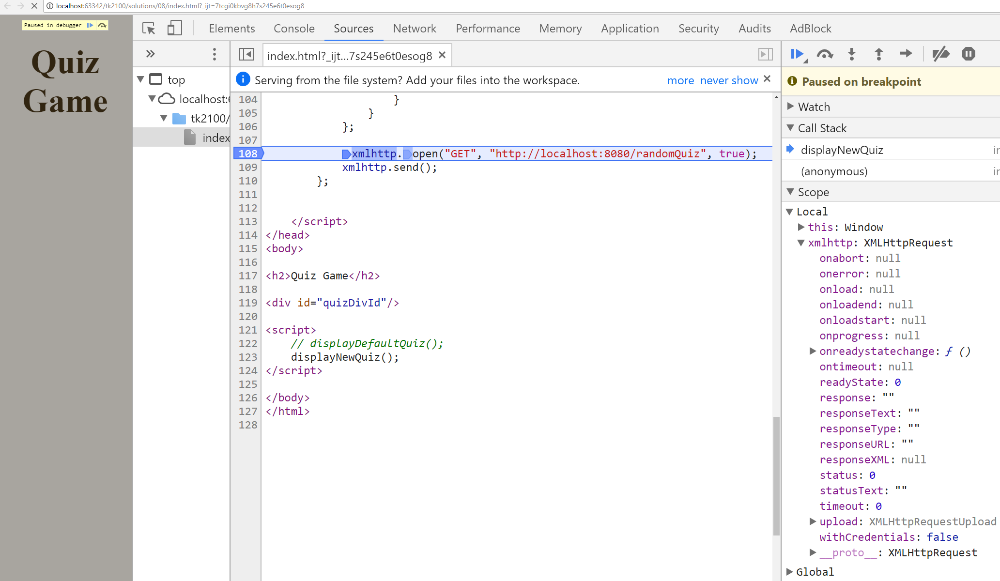 localhost:63342/tk2100/solutions/08/index.html?_ijt=7tcgi0kbvg8h7s245e6t0esog8
Paused in debugger
Quiz
Game
Elements Console Sources Network Performance Memory Application Security Audits AdBlock
index.html?_ijt...7s245e6t0esog8
top
localhost:
tk2100/
index
Serving from the file system? Add your files into the workspace. more never show
104 }
105 }
106 };
107
108 xmlhttp.open("GET", "http://localhost:8080/randomQuiz", true);
109 xmlhttp.send();
110 };
111
112
113 </script>
114 </head>
115 <body>
116
117 <h2>Quiz Game</h2>
118
119 <div id="quizDivId"/>
120
121 <script>
122 // displayDefaultQuiz();
123 displayNewQuiz();
124 </script>
125
126 </body>
127 </html>
128
Paused on breakpoint
Watch
Call Stack
displayNewQuiz
(anonymous)
Scope
Local
this: Window
xmlhttp: XMLHttpRequest
onabort: null
onerror: null
onload: null
onloadend: null
onloadstart: null
onprogress: null
onreadystatechange: ƒ ()
ontimeout: null
readyState: 0
response: ""
responseText: ""
responseType: ""
responseURL: ""
responseXML: null
status: 0
statusText: ""
timeout: 0
upload: XMLHttpRequestUpload
withCredentials: false
__proto__: XMLHttpRequest
Global